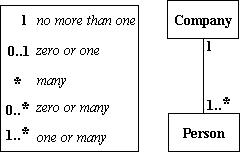 1 no more than one
0..1 zero or one
* many
0..* zero or many
1..* one or many
Company
1
1..*
Person